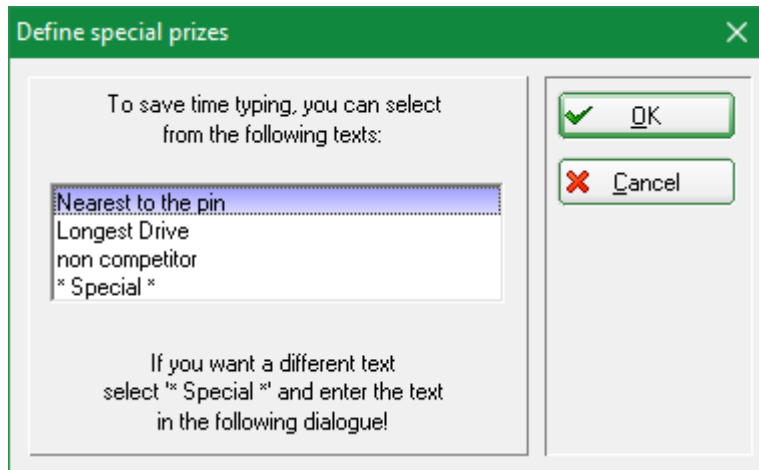 Define special prizes
To save time typing, you can select
from the following texts:
Nearest to the pin
Longest Drive
non competitor
* Special *
If you want a different text
select '* Special *' and enter the text
in the following dialogue!
OK
Cancel